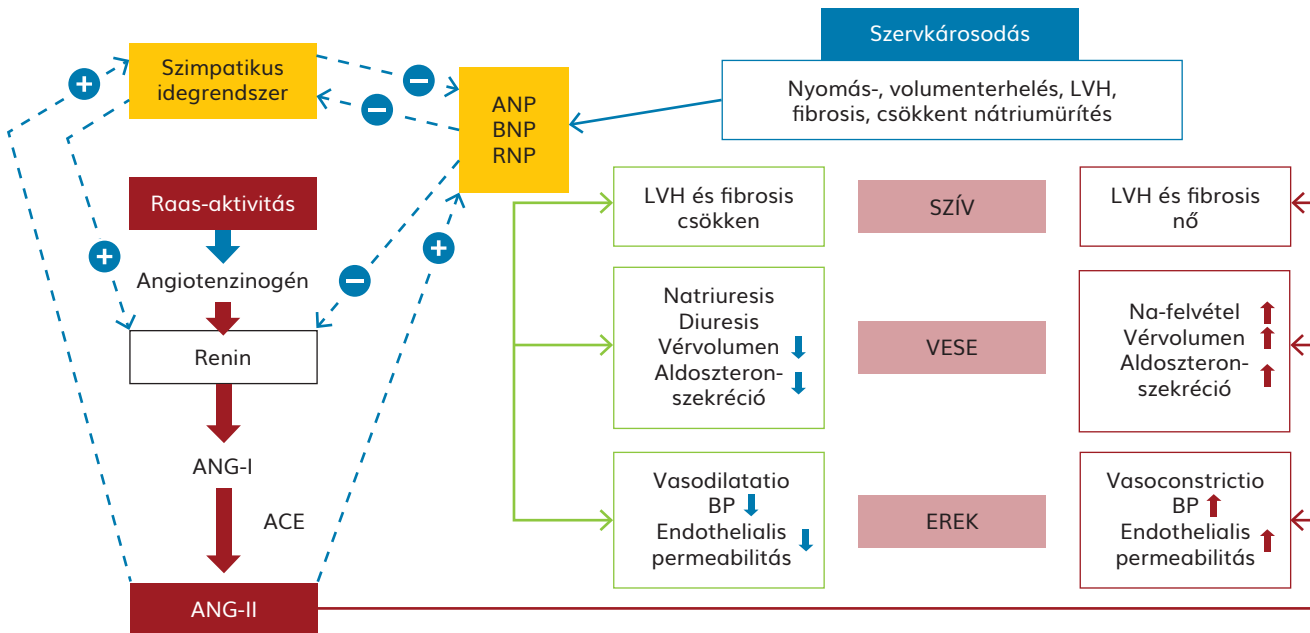 Szervkárosodás
Nyomás-, volumenterhelés, LVH,
fibrosis, csökkent nátriumürítés
Szimpatikus
idegrendszer
ANP
BNP
RNP
+
−
−
Raas-aktivitás
+
Angiotenzinogén
−
+
Renin
ANG-I
ACE
ANG-II
LVH és fibrosis
csökken
SZÍV
LVH és fibrosis
nő
Natriuresis
Diuresis
Vérvolumen
Aldoszteron-
szekréció
VESE
Na-felvétel
Vérvolumen
Aldoszteron-
szekréció
Vasodilatatio
BP
Endothelialis
permeabilitás
EREK
Vasoconstrictio
BP
Endothelialis
permeabilitás